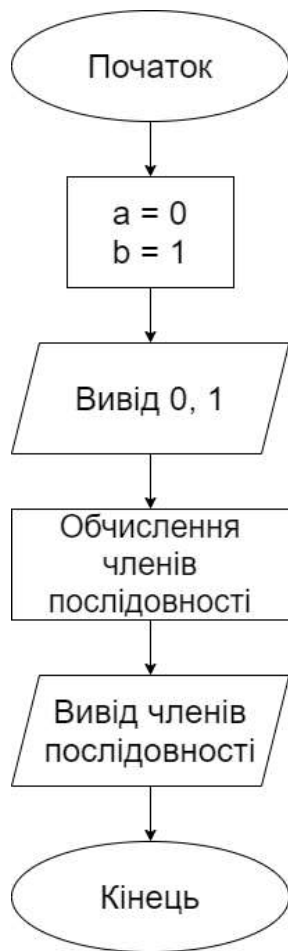 Початок
a = 0
b = 1
Вивід 0, 1
Обчислення
членів
послідовності
Вивід членів
послідовності
Кінець